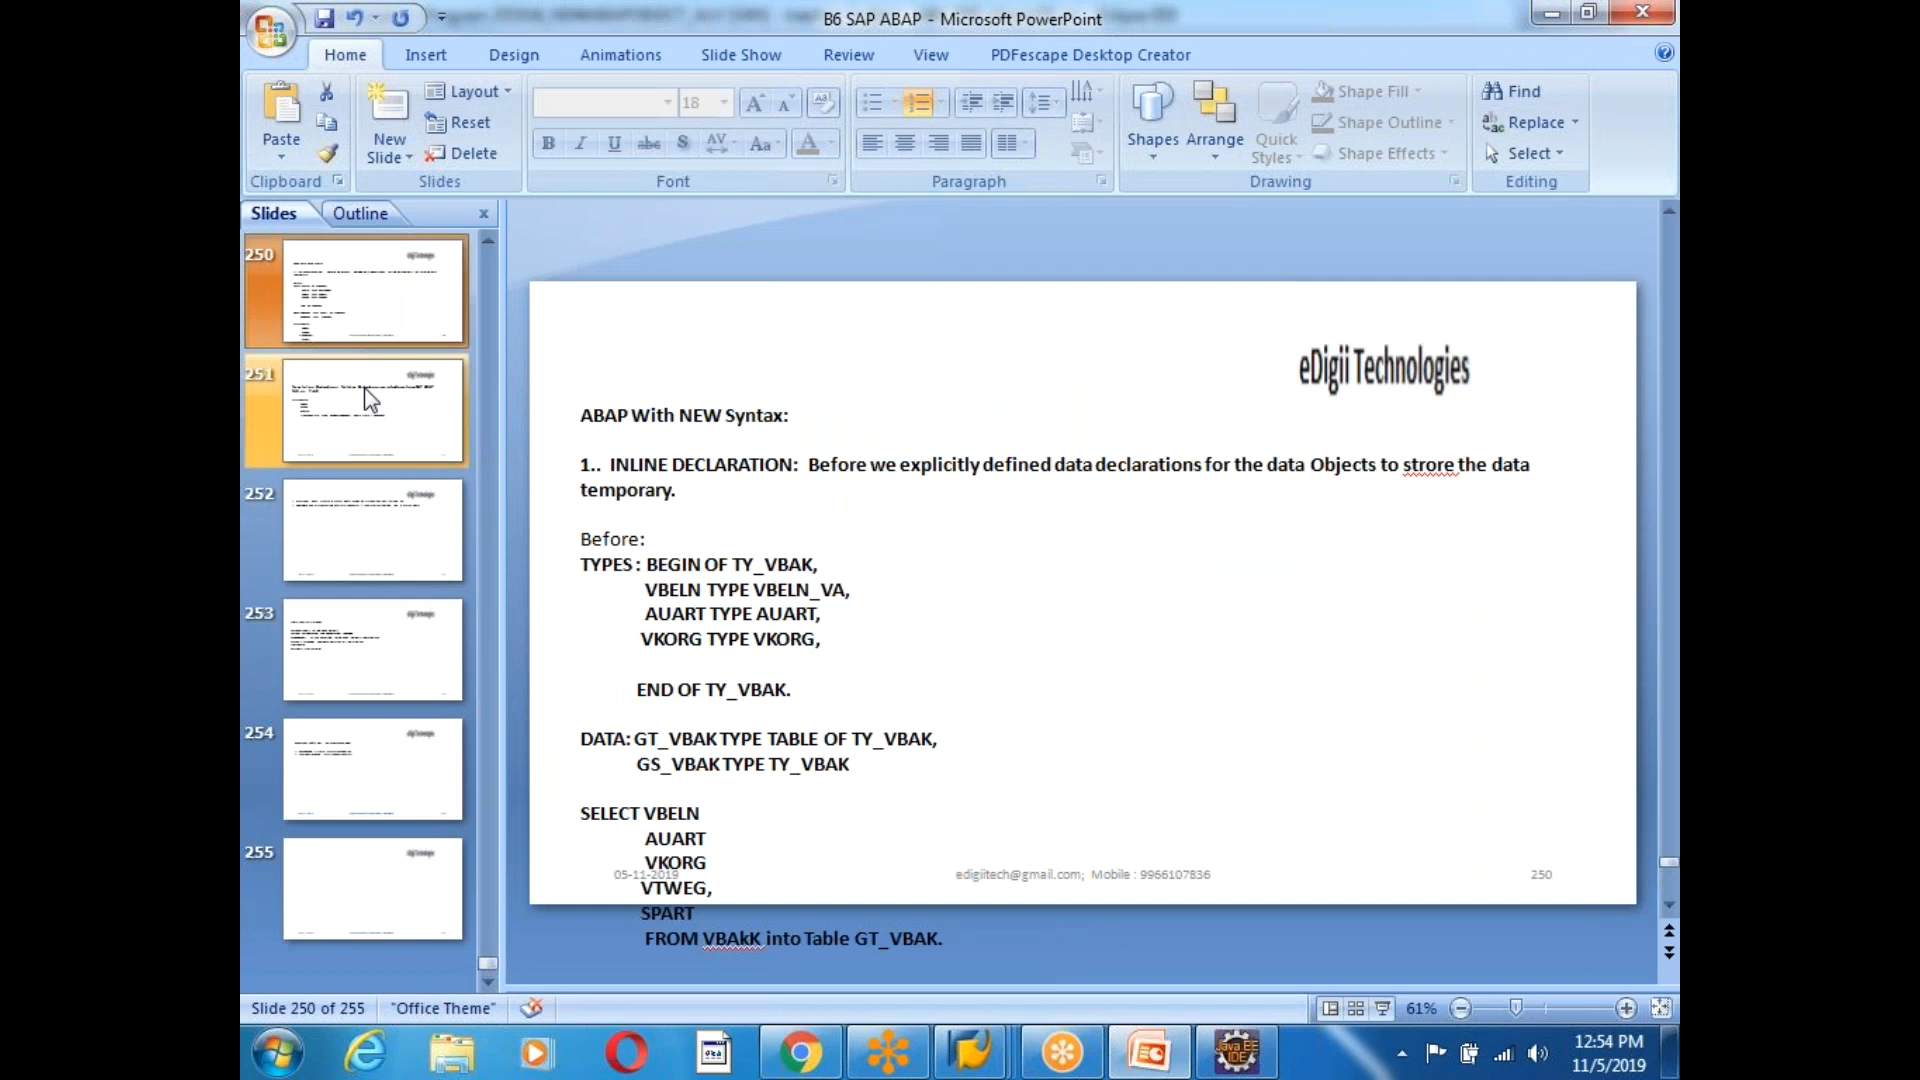 B6 SAP ABAP - Microsoft PowerPoint
Home Insert Design Animations Slide Show Review View PDFescape Desktop Creator
Paste
Clipboard
New Slide
Layout
Reset
Delete
Slides
18
Font
Paragraph
Shapes Arrange Quick Styles
Shape Fill
Shape Outline
Shape Effects
Drawing
Find
Replace
Select
Editing
Slides Outline
250
251
252
253
254
255
eDigii Technologies
ABAP With NEW Syntax:
1.. INLINE DECLARATION: Before we explicitly defined data declarations for the data Objects to strore the data
temporary.
Before:
TYPES : BEGIN OF TY_VBAK,
VBELN TYPE VBELN_VA,
AUART TYPE AUART,
VKORG TYPE VKORG,
END OF TY_VBAK.
DATA: GT_VBAK TYPE TABLE OF TY_VBAK,
GS_VBAK TYPE TY_VBAK
SELECT VBELN
AUART
VKORG
05-11-2019 edigiitech@gmail.com; Mobile : 9966107836 250
VTWEG,
SPART
FROM VBAkK into Table GT_VBAK.
Slide 250 of 255 "Office Theme" 61%
Java EE
IDE
12:54 PM
11/5/2019